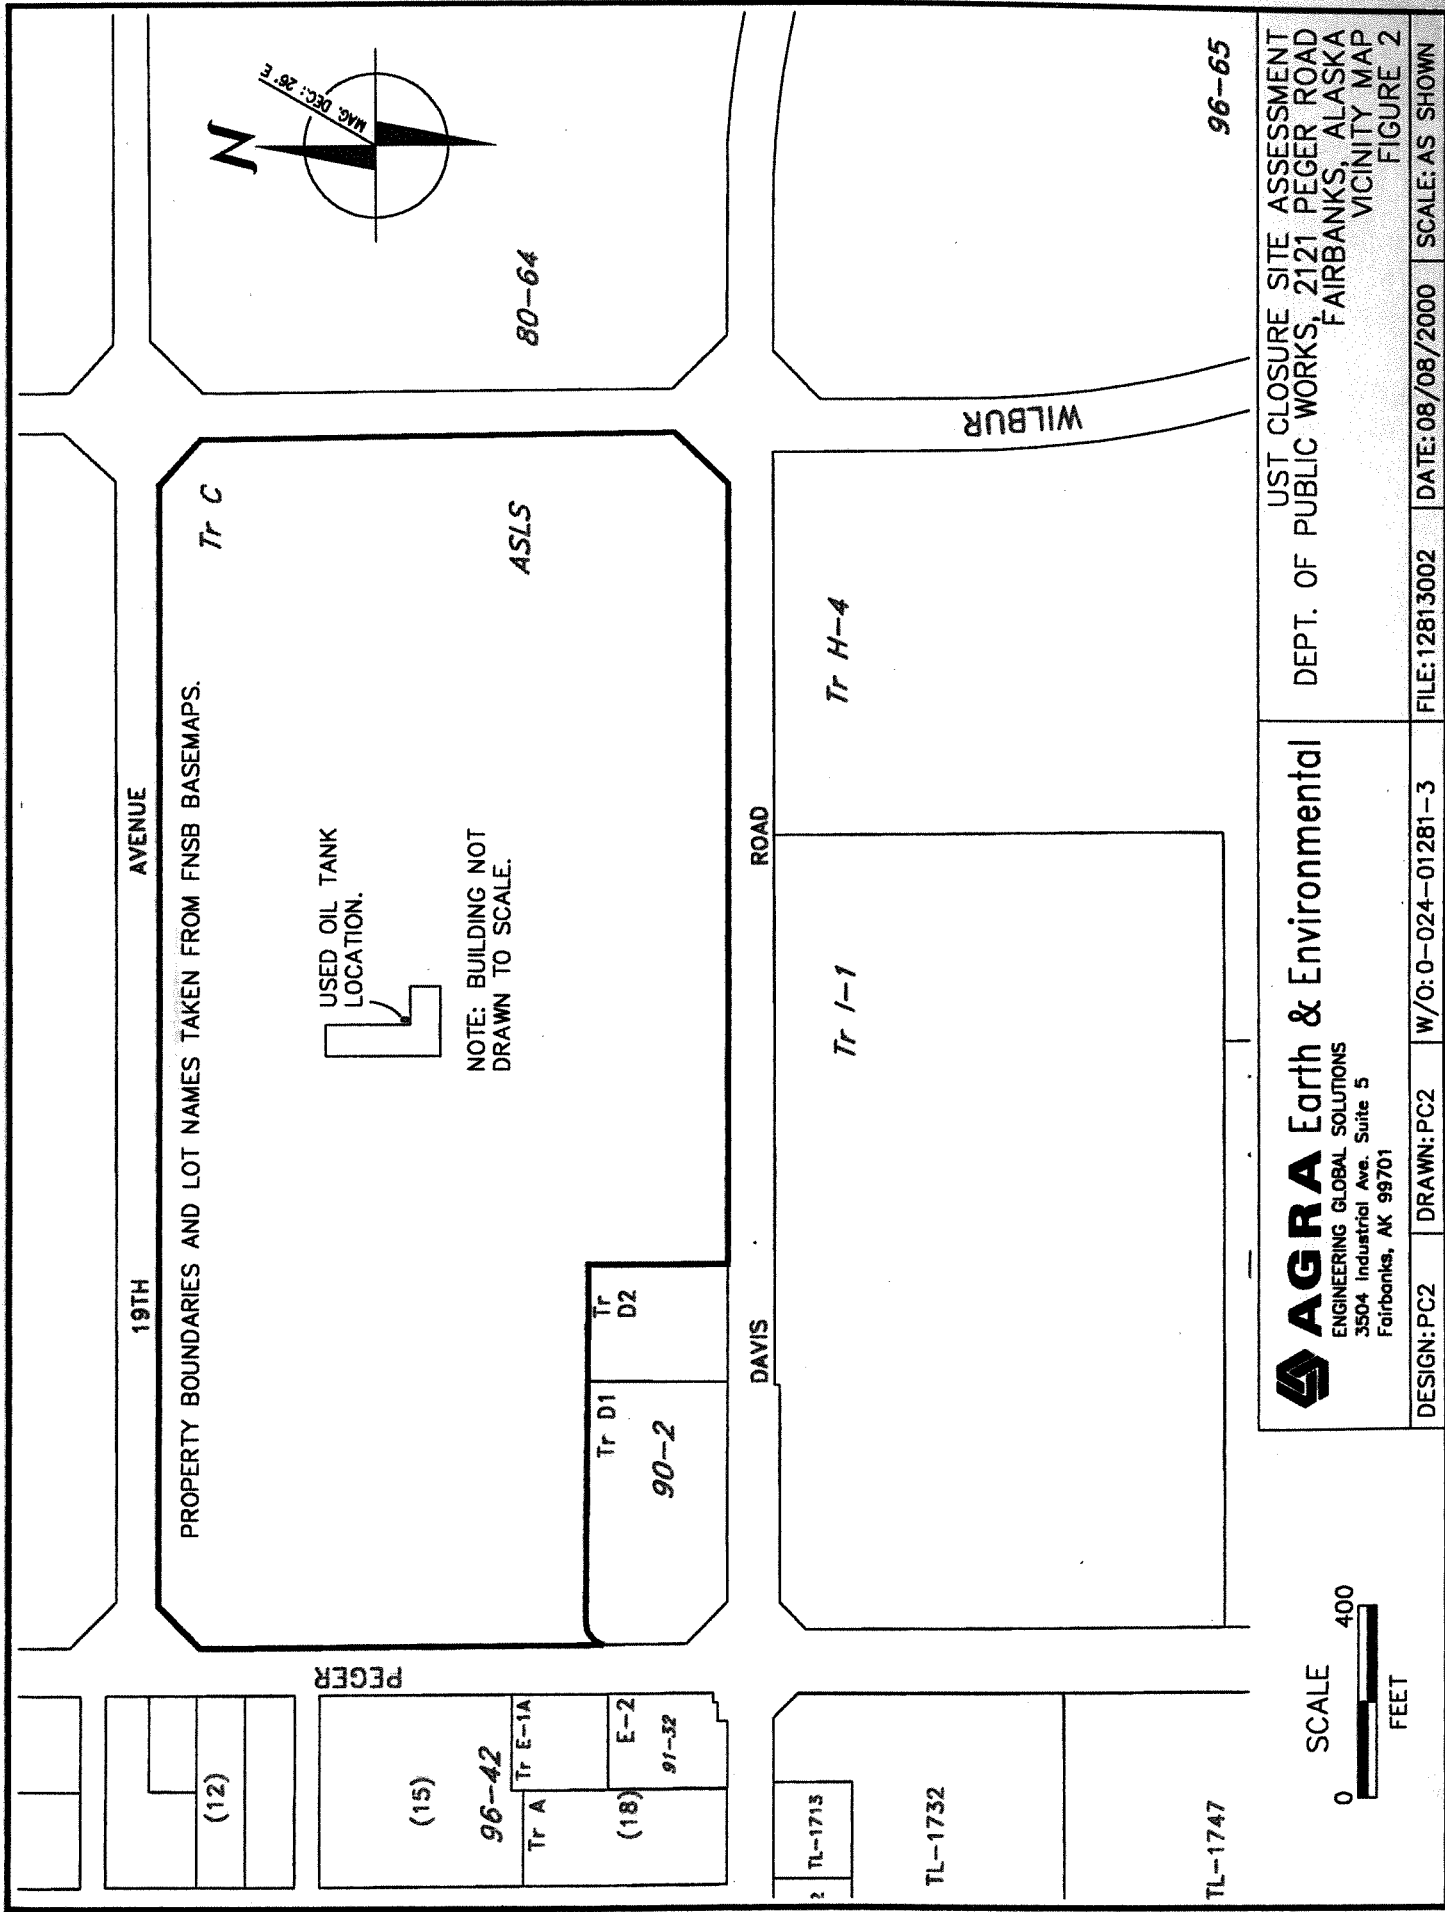 N
MAG. DEC.: 26° E
19TH AVENUE
PROPERTY BOUNDARIES AND LOT NAMES TAKEN FROM FNSB BASEMAPS.
Tr C
USED OIL TANK
LOCATION.
NOTE: BUILDING NOT
DRAWN TO SCALE.
ASLS
80-64
PEGER
(12)
(15)
96-42
Tr E-1A
Tr A
(18)
E-2
91-32
Tr D1
90-2
Tr
D2
DAVIS ROAD
WILBUR
Tr I-1
Tr H-4
2
TL-1713
TL-1732
TL-1747
96-65
SCALE
0 400
FEET
AGRA Earth & Environmental
ENGINEERING GLOBAL SOLUTIONS
3504 Industrial Ave. Suite 5
Fairbanks, AK 99701
UST CLOSURE SITE ASSESSMENT
DEPT. OF PUBLIC WORKS, 2121 PEGER ROAD
FAIRBANKS, ALASKA
VICINITY MAP
FIGURE 2
DESIGN:PC2 DRAWN:PC2 W/O:0-024-01281-3 FILE:12813002 DATE:08/08/2000 SCALE: AS SHOWN